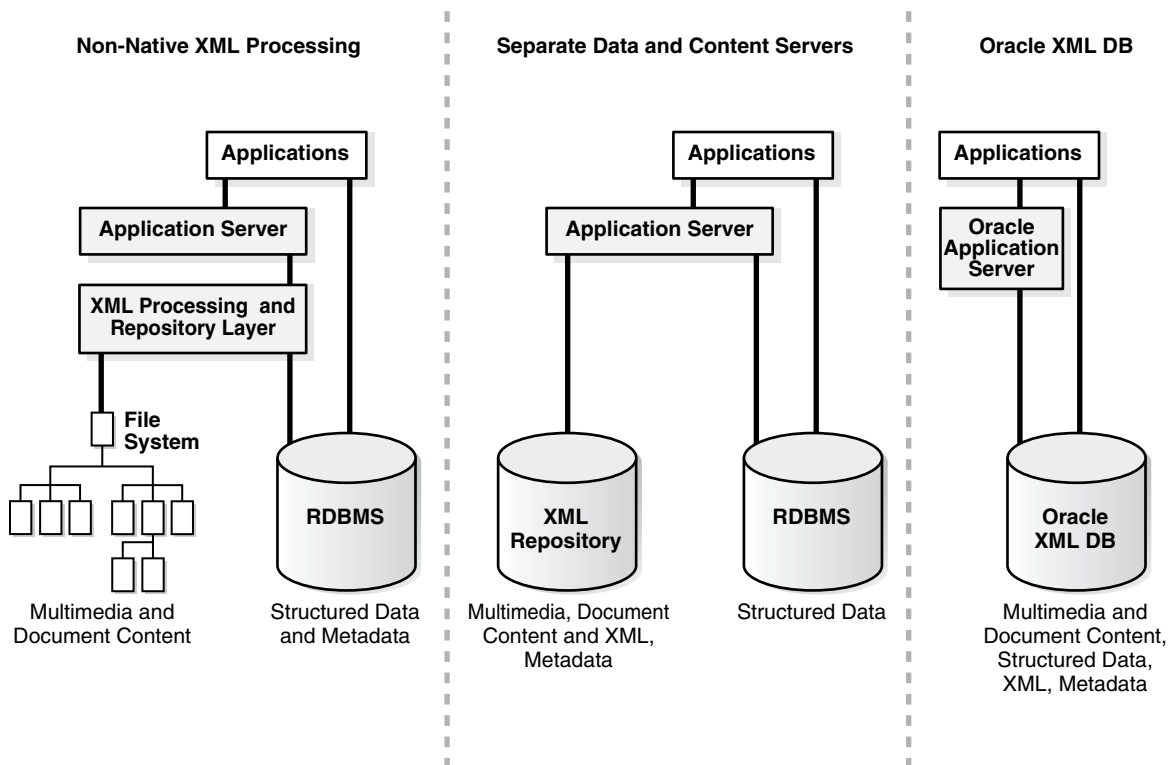 Non-Native XML Processing
Applications
Application Server
XML Processing and
Repository Layer
File
System
RDBMS
Multimedia and
Document Content
Structured Data
and Metadata
Separate Data and Content Servers
Applications
Application Server
XML
Repository
RDBMS
Multimedia, Document
Content and XML,
Metadata
Structured Data
Oracle XML DB
Applications
Oracle
Application
Server
Oracle
XML DB
Multimedia and
Document Content,
Structured Data,
XML, Metadata